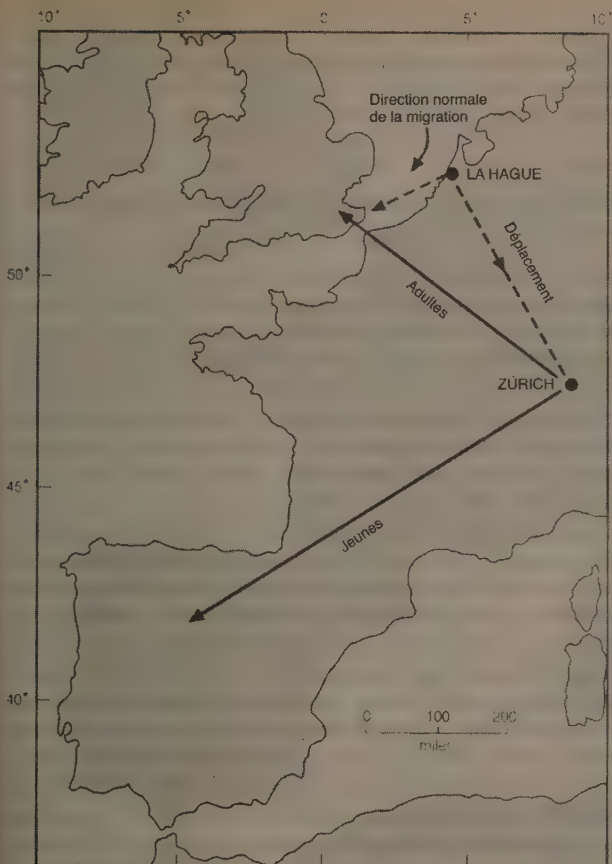 10°
5°
0°
5°
10°
Direction normale
de la migration
LA HAGUE
Déplacement
50°
Adultes
ZÜRICH
45°
Jeunes
40°
0 100 200
miles